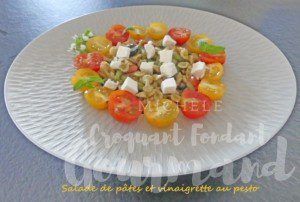 MICHELE
Croquant Fondant
Gourmand
Salade de pâtes et vinaigrette au pesto